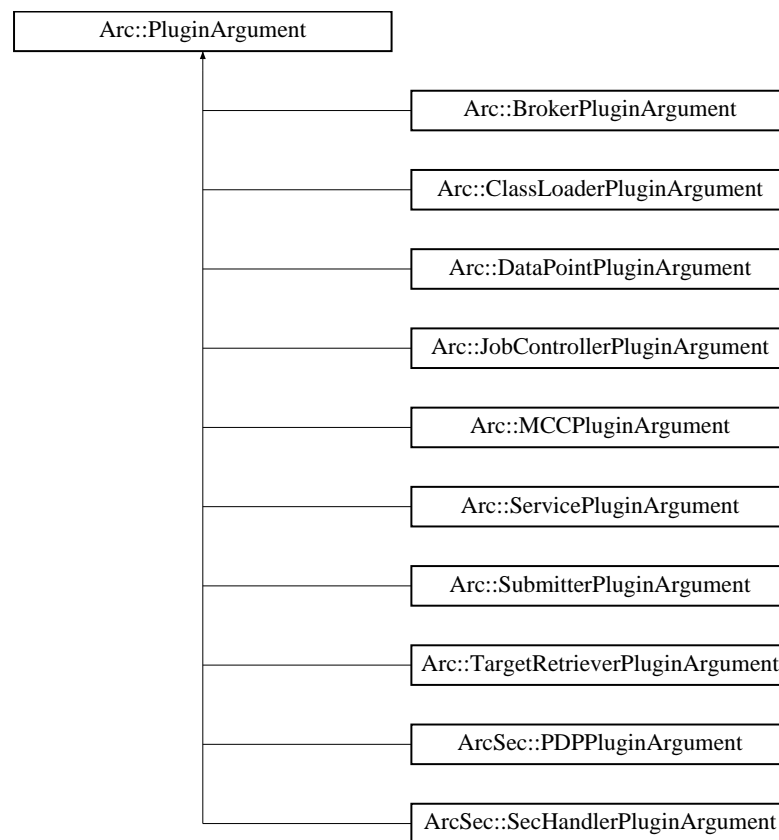 Arc::PluginArgument
Arc::BrokerPluginArgument
Arc::ClassLoaderPluginArgument
Arc::DataPointPluginArgument
Arc::JobControllerPluginArgument
Arc::MCCPluginArgument
Arc::ServicePluginArgument
Arc::SubmitterPluginArgument
Arc::TargetRetrieverPluginArgument
ArcSec::PDPPluginArgument
ArcSec::SecHandlerPluginArgument